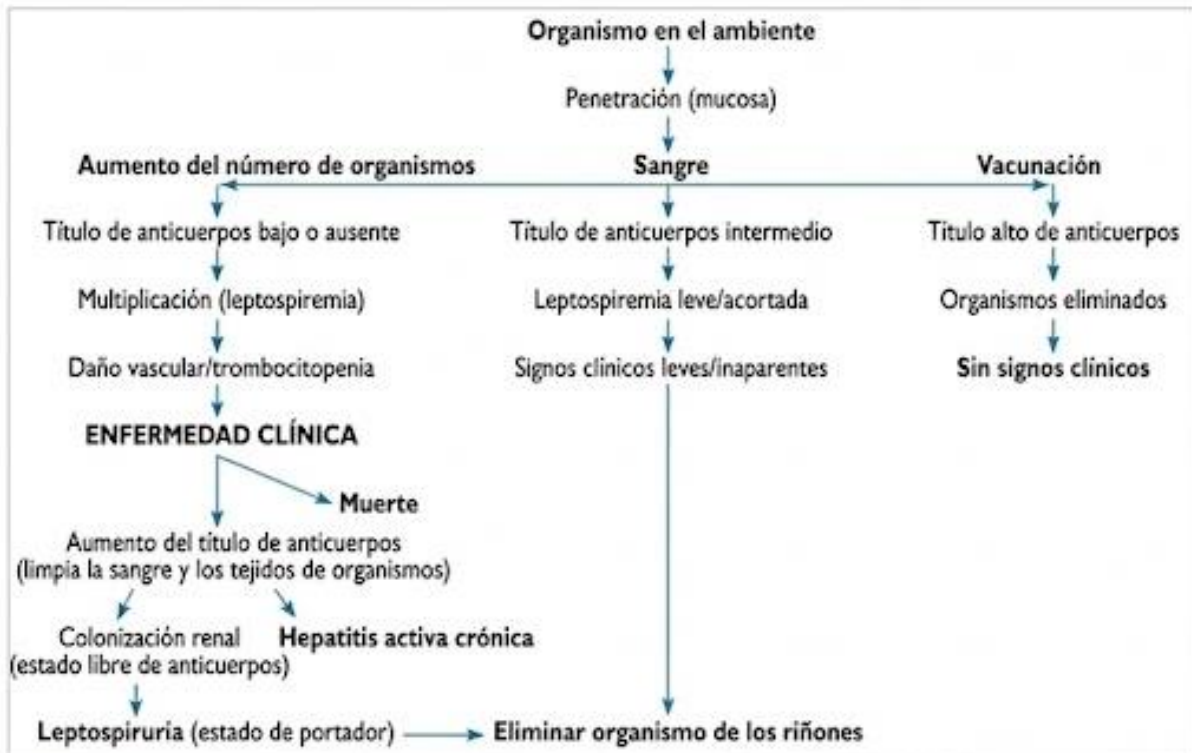 Organismo en el ambiente
Penetración (mucosa)
Aumento del número de organismos
Sangre
Vacunación
Título de anticuerpos bajo o ausente
Título de anticuerpos intermedio
Título alto de anticuerpos
Multiplicación (leptospiremia)
Leptospiremia leve/acortada
Organismos eliminados
Daño vascular/trombocitopenia
Signos clínicos leves/inaparentes
Sin signos clínicos
ENFERMEDAD CLÍNICA
Muerte
Aumento del título de anticuerpos
(limpia la sangre y los tejidos de organismos)
Colonización renal
(estado libre de anticuerpos)
Hepatitis activa crónica
Leptospiruría (estado de portador)
Eliminar organismo de los riñones